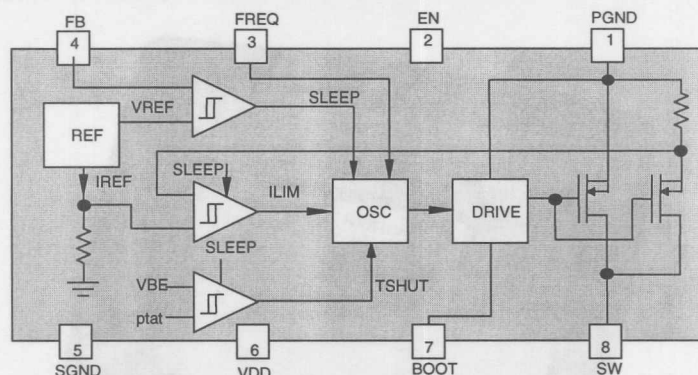 FB FREQ EN PGND
4 3 2 1
VREF SLEEP
REF
IREF SLEEP
ILIM OSC DRIVE
SLEEP
VBE TSHUT
ptat
5 6 7 8
SGND VDD BOOT SW